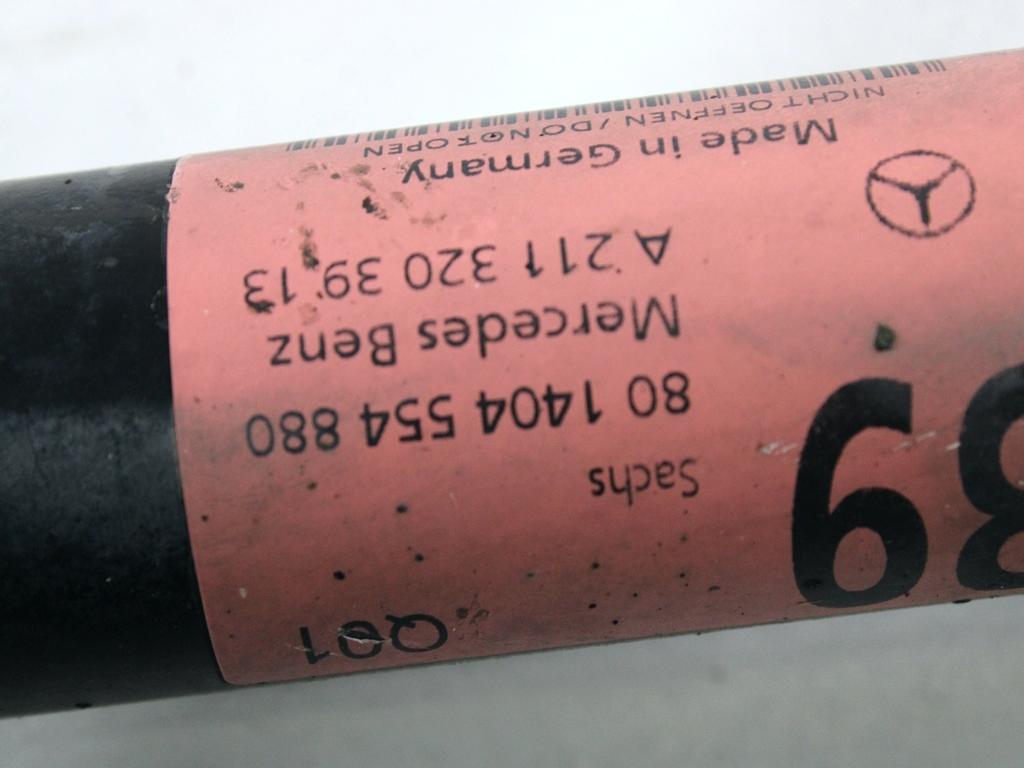 Q01
Sachs
80 1404 554 880
Mercedes Benz
A 211 320 39 13
Made in Germany
NICHT OEFFNEN / DO NOT OPEN
9